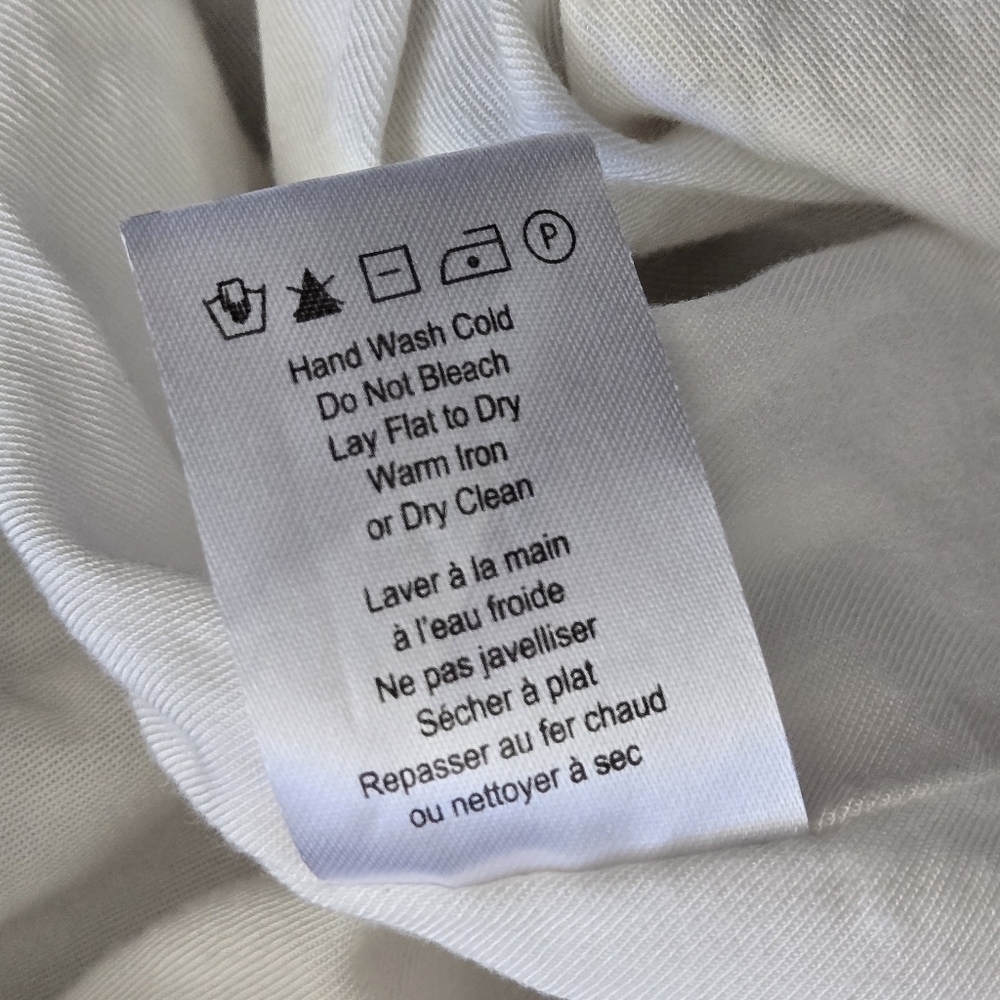 P
Hand Wash Cold
Do Not Bleach
Lay Flat to Dry
Warm Iron
or Dry Clean
Laver à la main
à l'eau froide
Ne pas javelliser
Sécher à plat
Repasser au fer chaud
ou nettoyer à sec